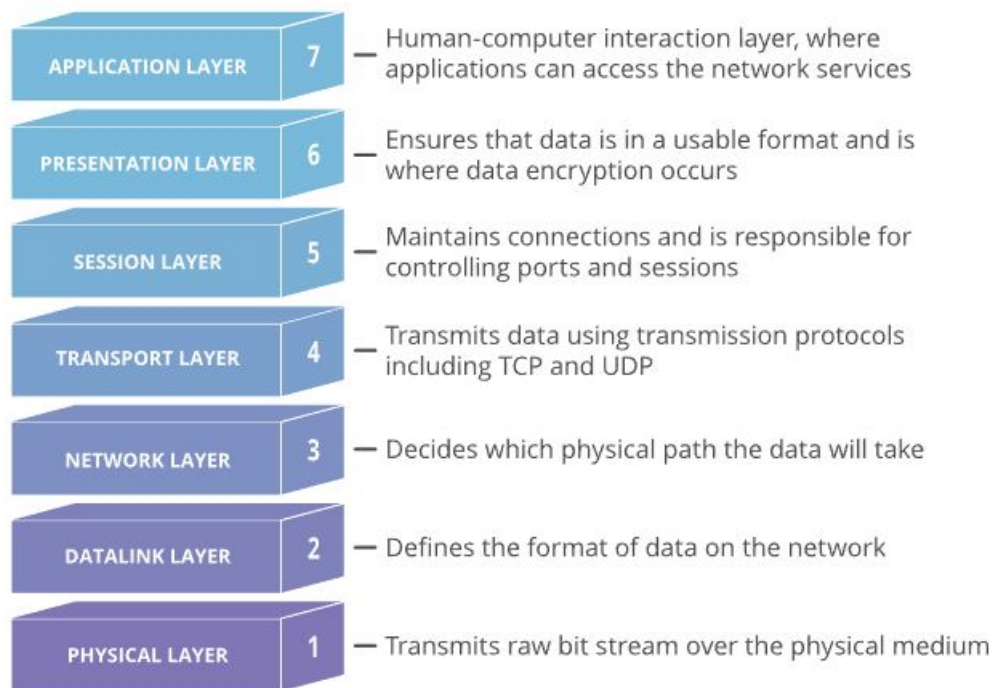 APPLICATION LAYER 7
Human-computer interaction layer, where
applications can access the network services
PRESENTATION LAYER 6
Ensures that data is in a usable format and is
where data encryption occurs
SESSION LAYER 5
Maintains connections and is responsible for
controlling ports and sessions
TRANSPORT LAYER 4
Transmits data using transmission protocols
including TCP and UDP
NETWORK LAYER 3
Decides which physical path the data will take
DATALINK LAYER 2
Defines the format of data on the network
PHYSICAL LAYER 1
Transmits raw bit stream over the physical medium